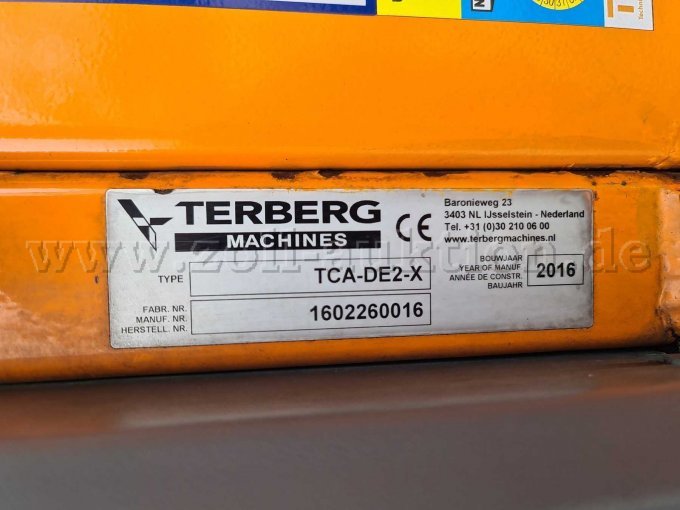 TERBERG
MACHINES
CE
Baronieweg 23
3403 NL IJsselstein - Nederland
Tel. +31 (0)30 210 06 00
www.terbergmachines.nl
TYPE
TCA-DE2-X
BOUWJAAR
YEAR OF MANUF.
ANNÉE DE CONSTR.
BAUJAHR
2016
FABR. NR.
MANUF. NR.
HERSTELL. NR.
1602260016
www.zoll-auktion.de